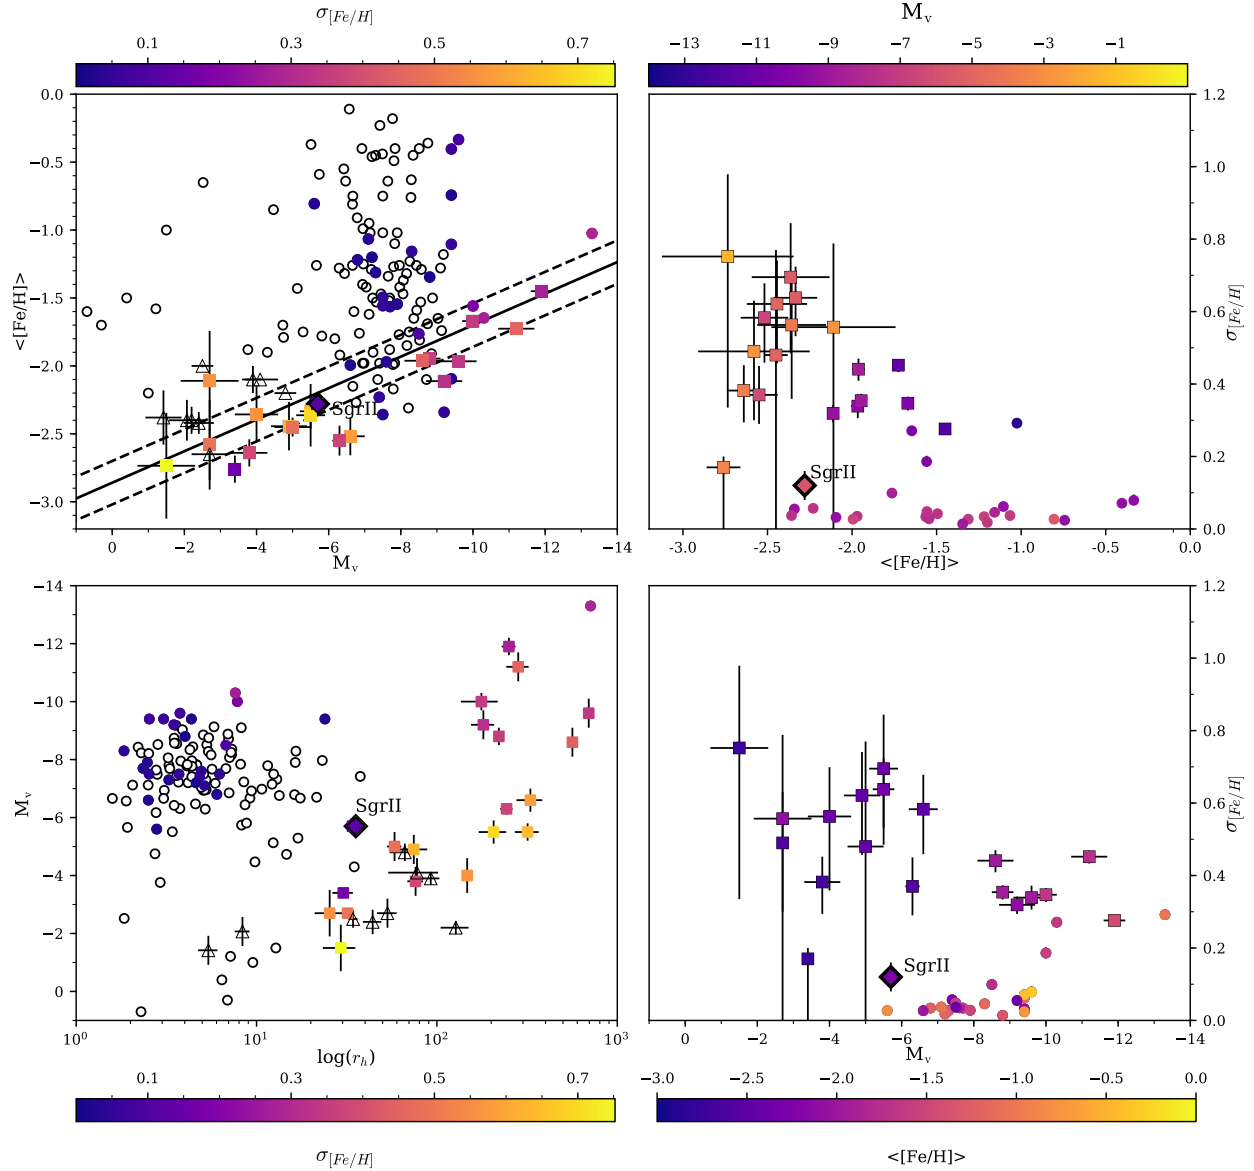 σ[Fe/H]
0.1 0.3 0.5 0.7
0.0
−0.5
−1.0
−1.5
−2.0
−2.5
−3.0
<[Fe/H]>
SgrII
0 −2 −4 −6 −8 −10 −12 −14
Mv
Mv
−13 −11 −9 −7 −5 −3 −1
1.2
1.0
0.8
0.6
0.4
0.2
0.0
σ[Fe/H]
SgrII
−3.0 −2.5 −2.0 −1.5 −1.0 −0.5 0.0
<[Fe/H]>
−14
−12
−10
−8
−6
−4
−2
0
Mv
SgrII
10⁰ 10¹ 10² 10³
log(rh)
0.1 0.3 0.5 0.7
σ[Fe/H]
1.2
1.0
0.8
0.6
0.4
0.2
0.0
σ[Fe/H]
SgrII
0 −2 −4 −6 −8 −10 −12 −14
Mv
−3.0 −2.5 −2.0 −1.5 −1.0 −0.5 0.0
<[Fe/H]>